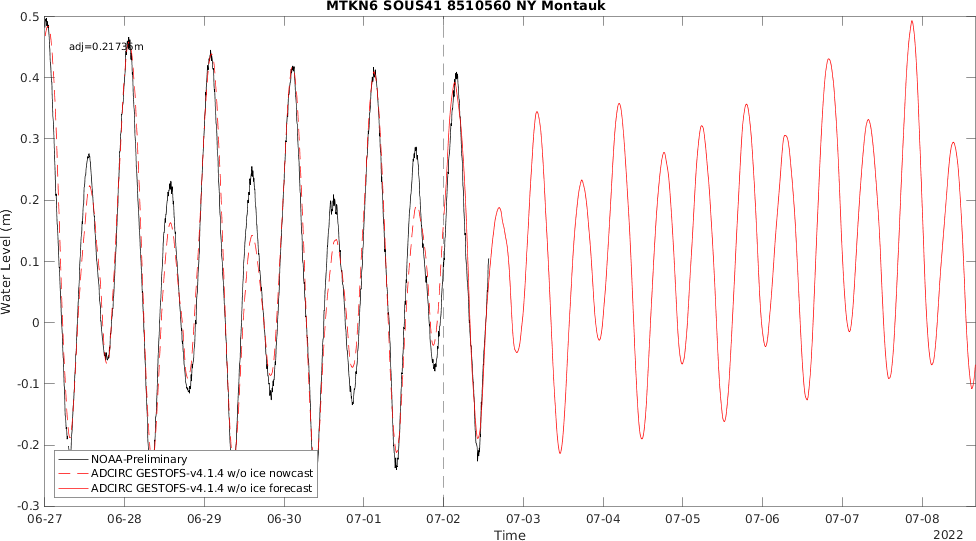 MTKN6 SOUS41 8510560 NY Montauk
0.5
adj=0.21736m
0.4
0.3
0.2
0.1
0
-0.1
-0.2
-0.3
Water Level (m)
NOAA-Preliminary
ADCIRC GESTOFS-v4.1.4 w/o ice nowcast
ADCIRC GESTOFS-v4.1.4 w/o ice forecast
06-27 06-28 06-29 06-30 07-01 07-02 07-03 07-04 07-05 07-06 07-07 07-08
Time
2022